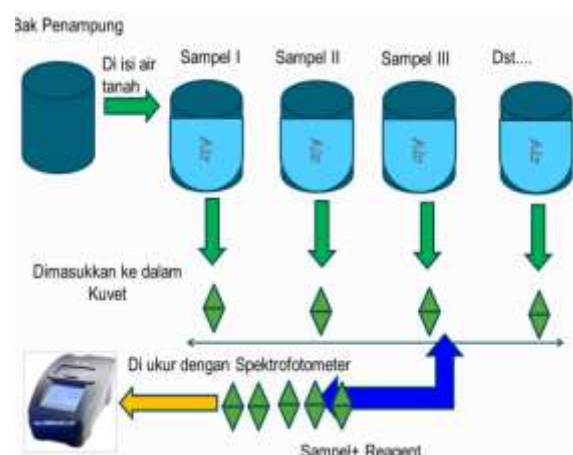 Bak Penampung
Di isi air
tanah
Sampel I
Sampel II
Sampel III
Dst....
Air
Air
Air
Air
Dimasukkan ke dalam
Kuvet
Di ukur dengan Spektrofotometer
Sampel+ Reagent